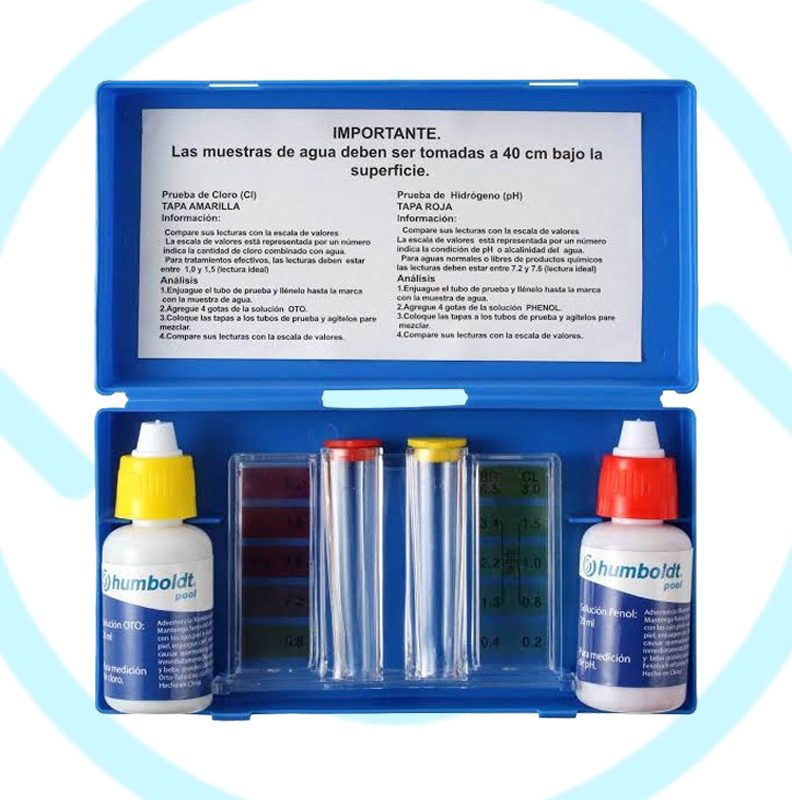 IMPORTANTE.
Las muestras de agua deben ser tomadas a 40 cm bajo la
superficie.
Prueba de Cloro (Cl)
TAPA AMARILLA
Información:
Compare sus lecturas con la escala de valores
La escala de valores está representada por un número
indica la cantidad de cloro combinado con agua.
Para tratamientos efectivos, las lecturas deben estar
entre 1,0 y 1,5 (lectura ideal)
Análisis
1.Enjuague el tubo de prueba y llénelo hasta la marca
con la muestra de agua.
2.Agregue 4 gotas de la solución OTO.
3.Coloque las tapas a los tubos de prueba y agitelos pare
mezclar.
4.Compare sus lecturas con la escala de valores.
Prueba de Hidrógeno (pH)
TAPA ROJA
Información:
Compare sus lecturas con la escala de valores
La escala de valores está representada por un número
indica la condición de pH o alcalinidad del agua.
Para aguas normales o libres de productos químicos
las lecturas deben estar entre 7.2 y 7.6 (lectura ideal)
Análisis
1.Enjuague el tubo de prueba y llénelo hasta la marca
con la muestra de agua.
2.Agregue 4 gotas de la solución PHENOL.
3.Coloque las tapas a los tubos de prueba y agitelos pare
mezclar.
4.Compare sus lecturas con la escala de valores.
humboldt.
pool
OTO:
ml
Para medición
de cloro.
Hecho en China
BR CL
6.5 3.0
3.4 1.5
2.2 1.0
1.3 0.6
0.4 0.2
humboldt.
pool
Solución Fenol:
ml
Para medición
de pH.
Hecho en China